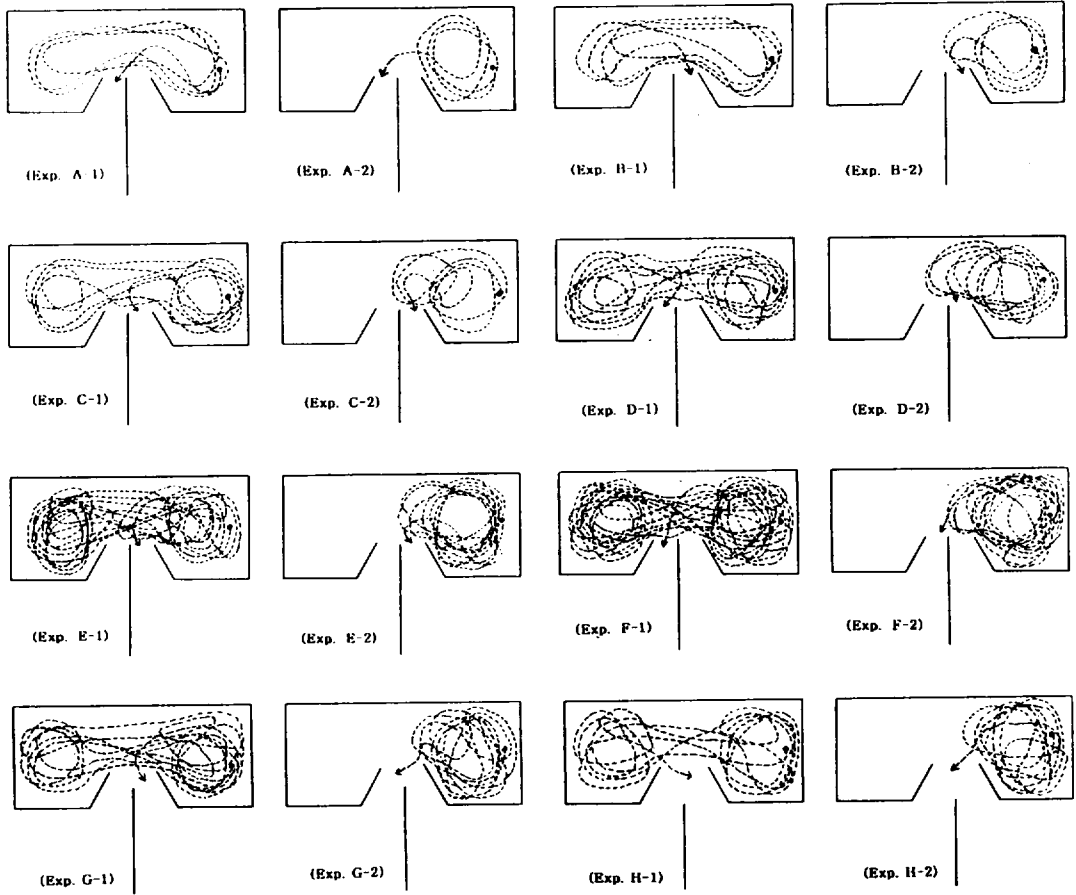 (Exp. A-1)
(Exp. A-2)
(Exp. B-1)
(Exp. B-2)
(Exp. C-1)
(Exp. C-2)
(Exp. D-1)
(Exp. D-2)
(Exp. E-1)
(Exp. E-2)
(Exp. F-1)
(Exp. F-2)
(Exp. G-1)
(Exp. G-2)
(Exp. H-1)
(Exp. H-2)